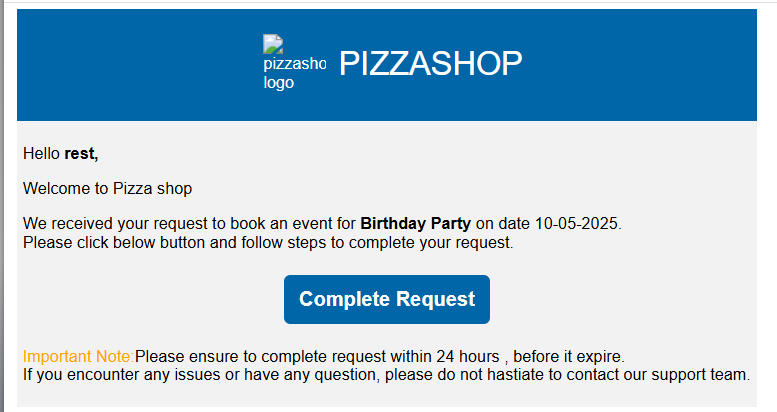 pizzasho
logo
PIZZASHOP
Hello rest,
Welcome to Pizza shop
We received your request to book an event for Birthday Party on date 10-05-2025.
Please click below button and follow steps to complete your request.
Complete Request
Important Note:Please ensure to complete request within 24 hours , before it expire.
If you encounter any issues or have any question, please do not hastiate to contact our support team.